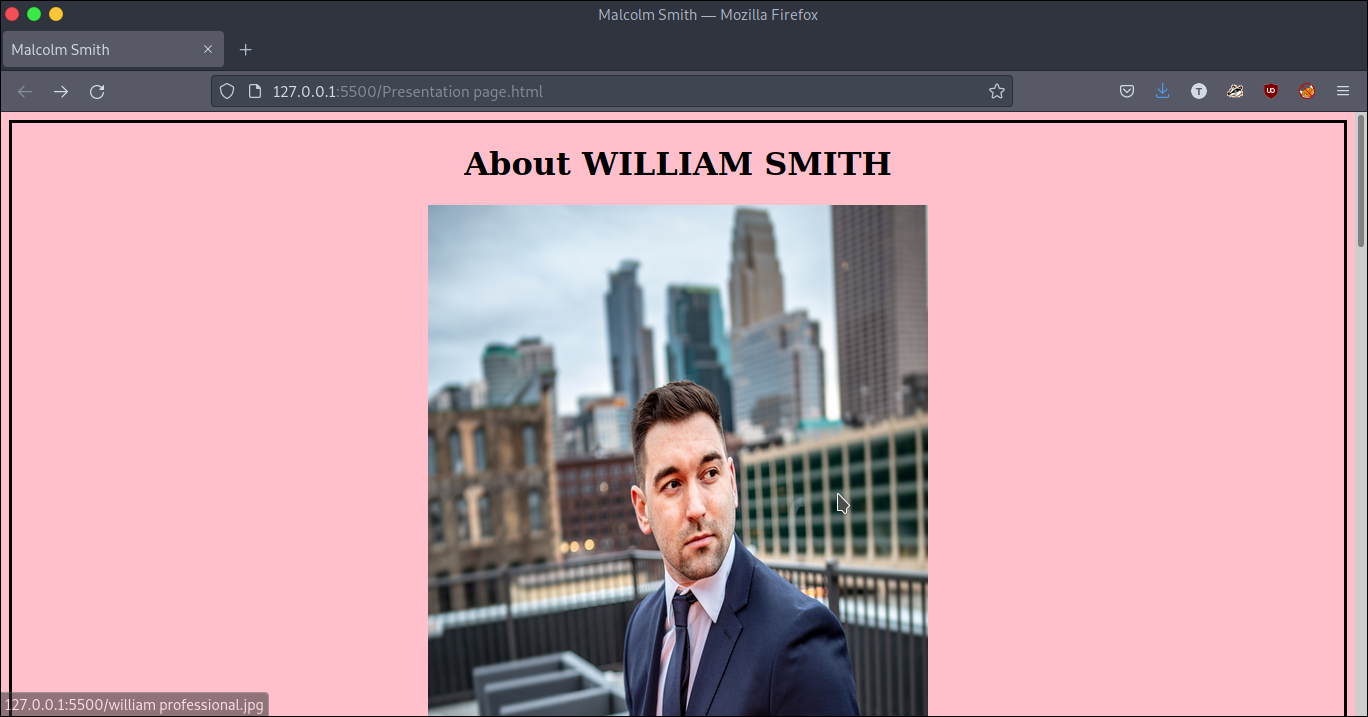 Malcolm Smith — Mozilla Firefox
Malcolm Smith
127.0.0.1:5500/Presentation page.html
T
UD
About WILLIAM SMITH
127.0.0.1:5500/william professional.jpg